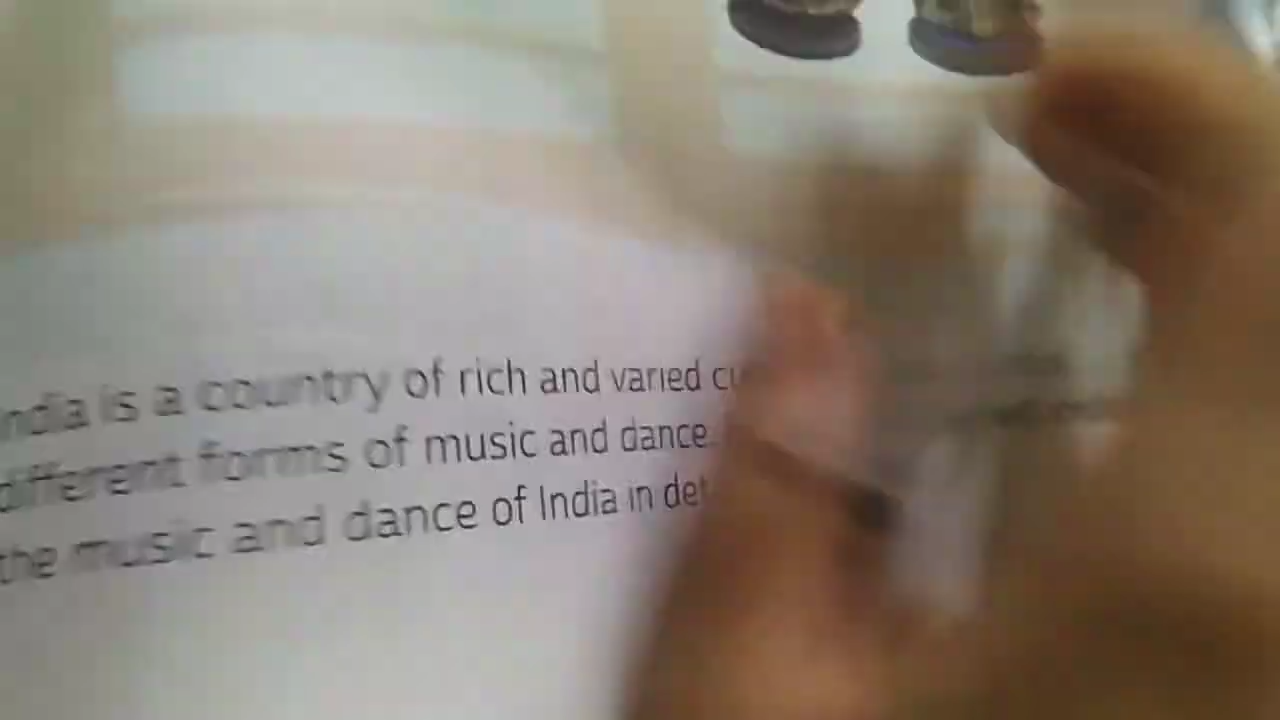 India is a country of rich and varied
different forms of music and dance
the music and dance of India in